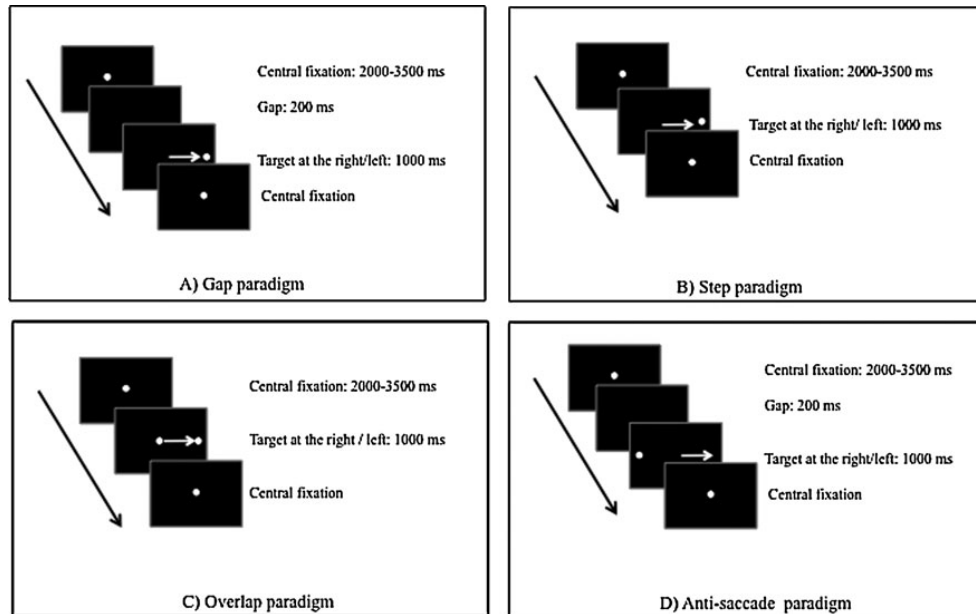 Central fixation: 2000-3500 ms
Gap: 200 ms
Target at the right/left: 1000 ms
Central fixation
A) Gap paradigm
Central fixation: 2000-3500 ms
Target at the right/ left: 1000 ms
Central fixation
B) Step paradigm
Central fixation: 2000-3500 ms
Target at the right / left: 1000 ms
Central fixation
C) Overlap paradigm
Central fixation: 2000-3500 ms
Gap: 200 ms
Target at the right/left: 1000 ms
Central fixation
D) Anti-saccade paradigm